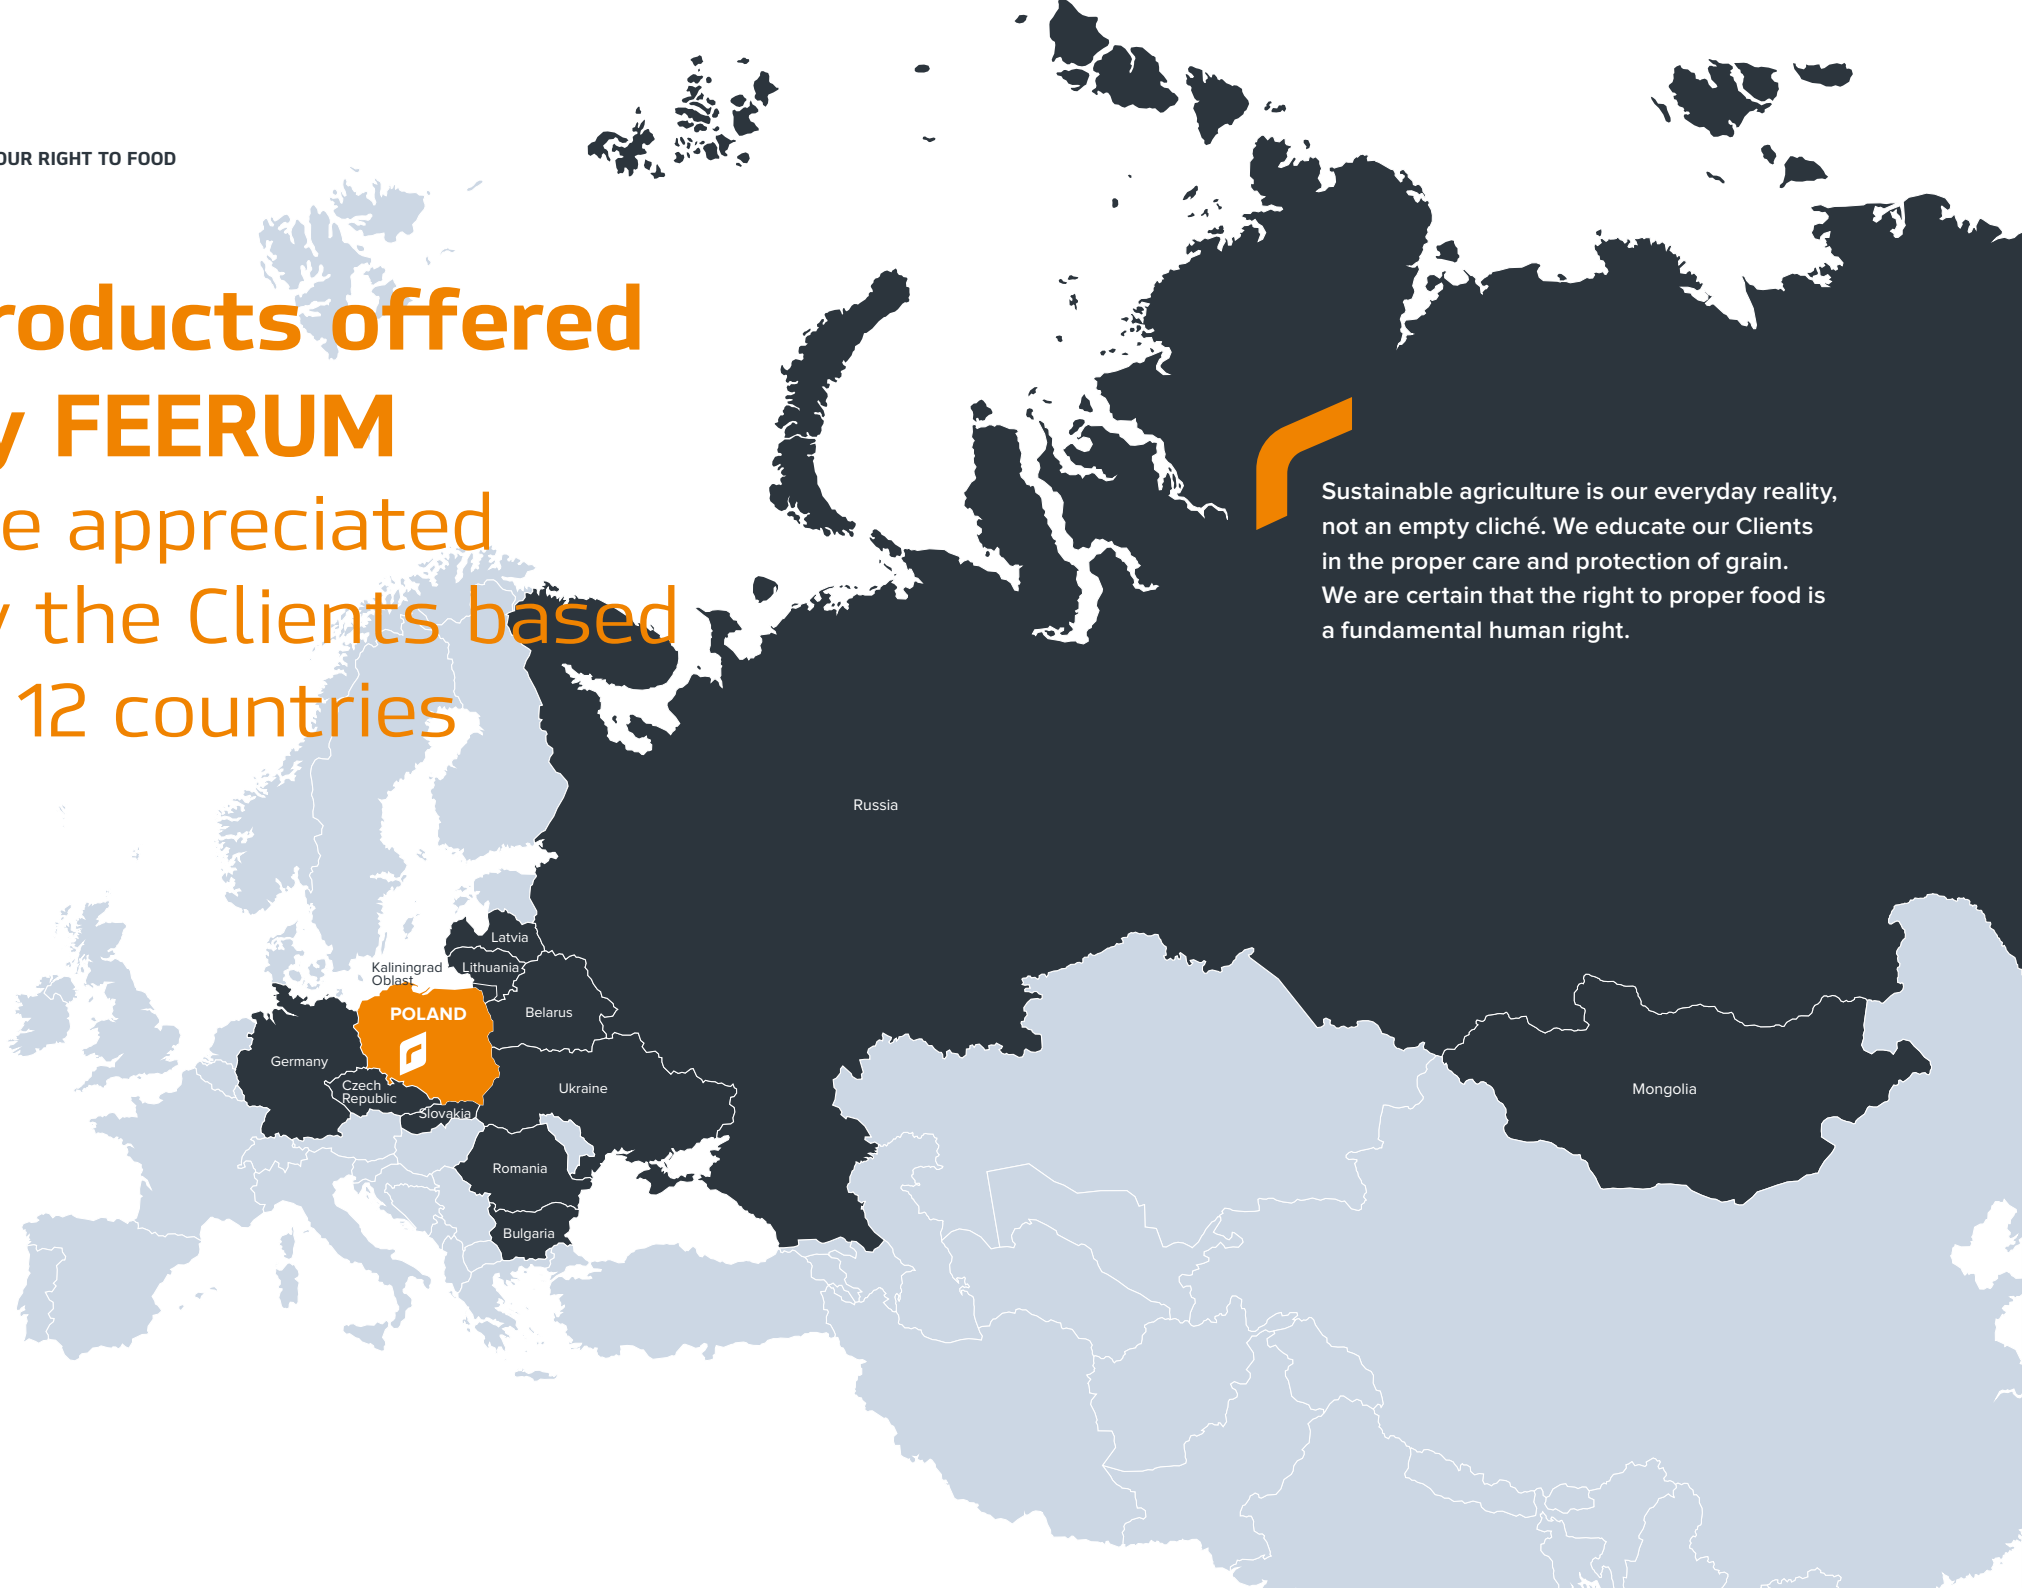 OUR RIGHT TO FOOD
roducts offered
y FEERUM
e appreciated
y the Clients based
12 countries
Sustainable agriculture is our everyday reality,
not an empty cliché. We educate our Clients
in the proper care and protection of grain.
We are certain that the right to proper food is
a fundamental human right.
Russia
Latvia
Kaliningrad
Oblast
Lithuania
POLAND
Belarus
Germany
Czech
Republic
Ukraine
Mongolia
Slovakia
Romania
Bulgaria